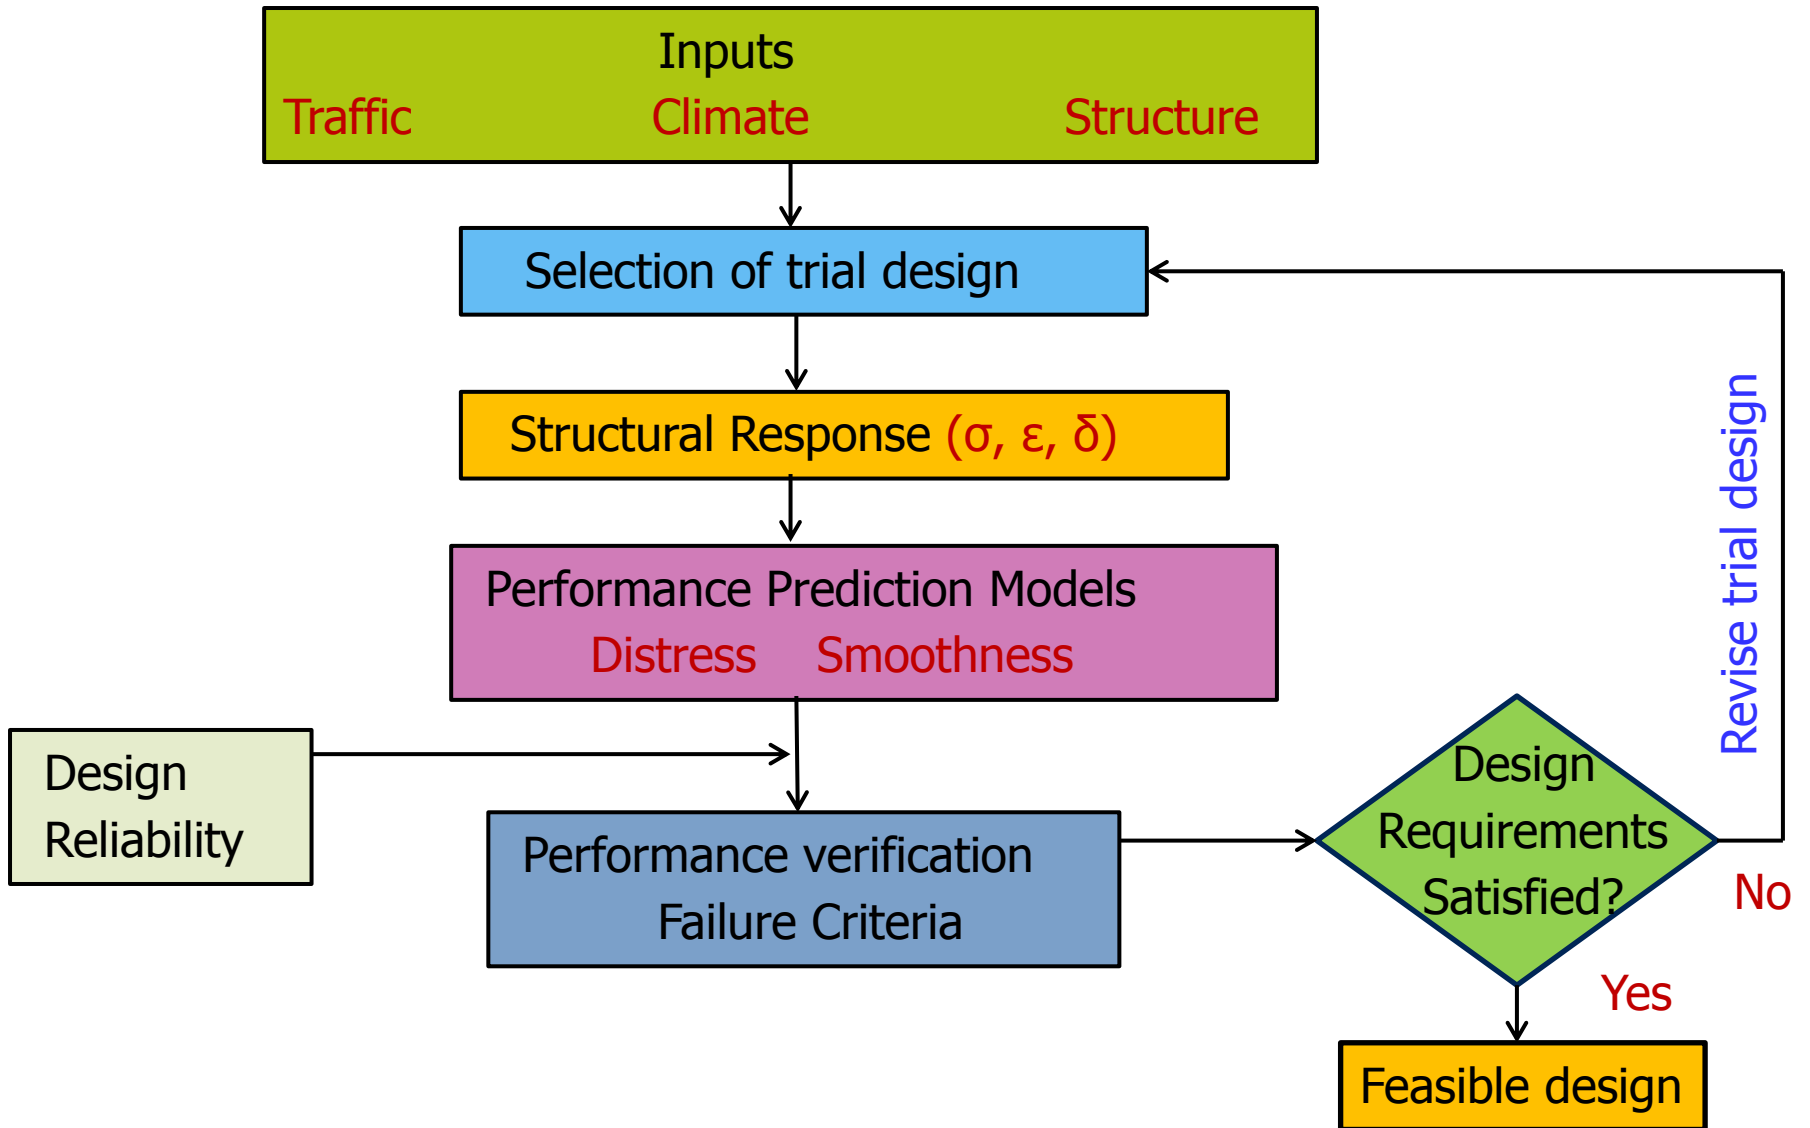 Inputs
Traffic Climate Structure
Selection of trial design
Structural Response (σ, ε, δ)
Performance Prediction Models
Distress Smoothness
Design
Reliability
Performance verification
Failure Criteria
Design
Requirements
Satisfied?
Revise trial design
No
Yes
Feasible design